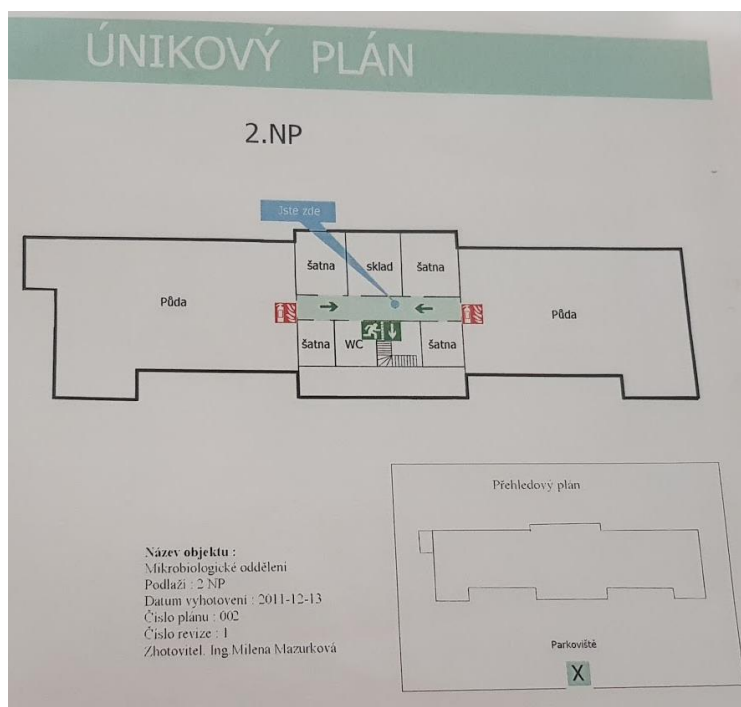 ÚNIKOVÝ PLÁN
2.NP
Jste zde
šatna
sklad
šatna
Půda
Půda
šatna
WC
šatna
Přehledový plán
Parkoviště
X
Název objektu :
Mikrobiologické oddělení
Podlaží : 2 NP
Datum vyhotovení : 2011-12-13
Číslo plánu : 002
Číslo revize : 1
Zhotovitel. Ing Milena Mazurková